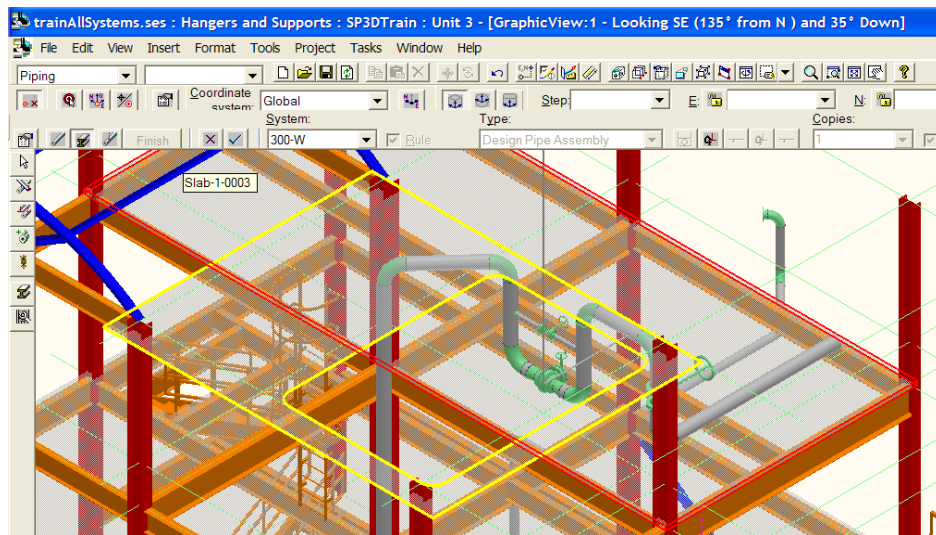 trainAllSystems.ses : Hangers and Supports : SP3DTrain : Unit 3 - [GraphicView:1 - Looking SE (135° from N ) and 35° Down]
File Edit View Insert Format Tools Project Tasks Window Help
Piping
Coordinate system: Global Step: E: N:
System: Type: Copies:
Finish 300-W Rule Design Pipe Assembly 1
Slab-1-0003